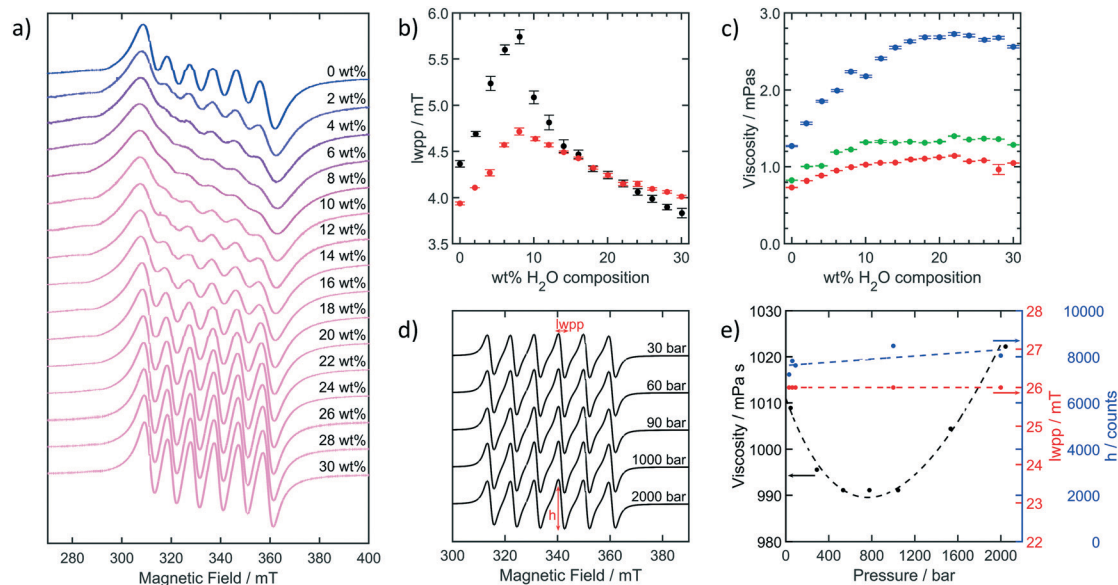 a)
0 wt%
2 wt%
4 wt%
6 wt%
8 wt%
10 wt%
12 wt%
14 wt%
16 wt%
18 wt%
20 wt%
22 wt%
24 wt%
26 wt%
28 wt%
30 wt%
300 320 340 360 380 400
Magnetic Field / mT
b)
lwpp / mT
6.0
5.5
5.0
4.5
4.0
3.5
0 10 20 30
wt% H₂O composition
c)
Viscosity / mPas
3.0
2.0
1.0
0.0
0 10 20 30
wt% H₂O composition
d)
lwpp
30 bar
60 bar
90 bar
1000 bar
2000 bar
h
300 320 340 360 380 400
Magnetic Field / mT
e)
Viscosity / mPa s
1030
1020
1010
1000
990
980
0 400 800 1200 1600 2000
Pressure / bar
28
27
26
25
24
23
22
lwpp / mT
10000
8000
6000
4000
2000
0
h / counts